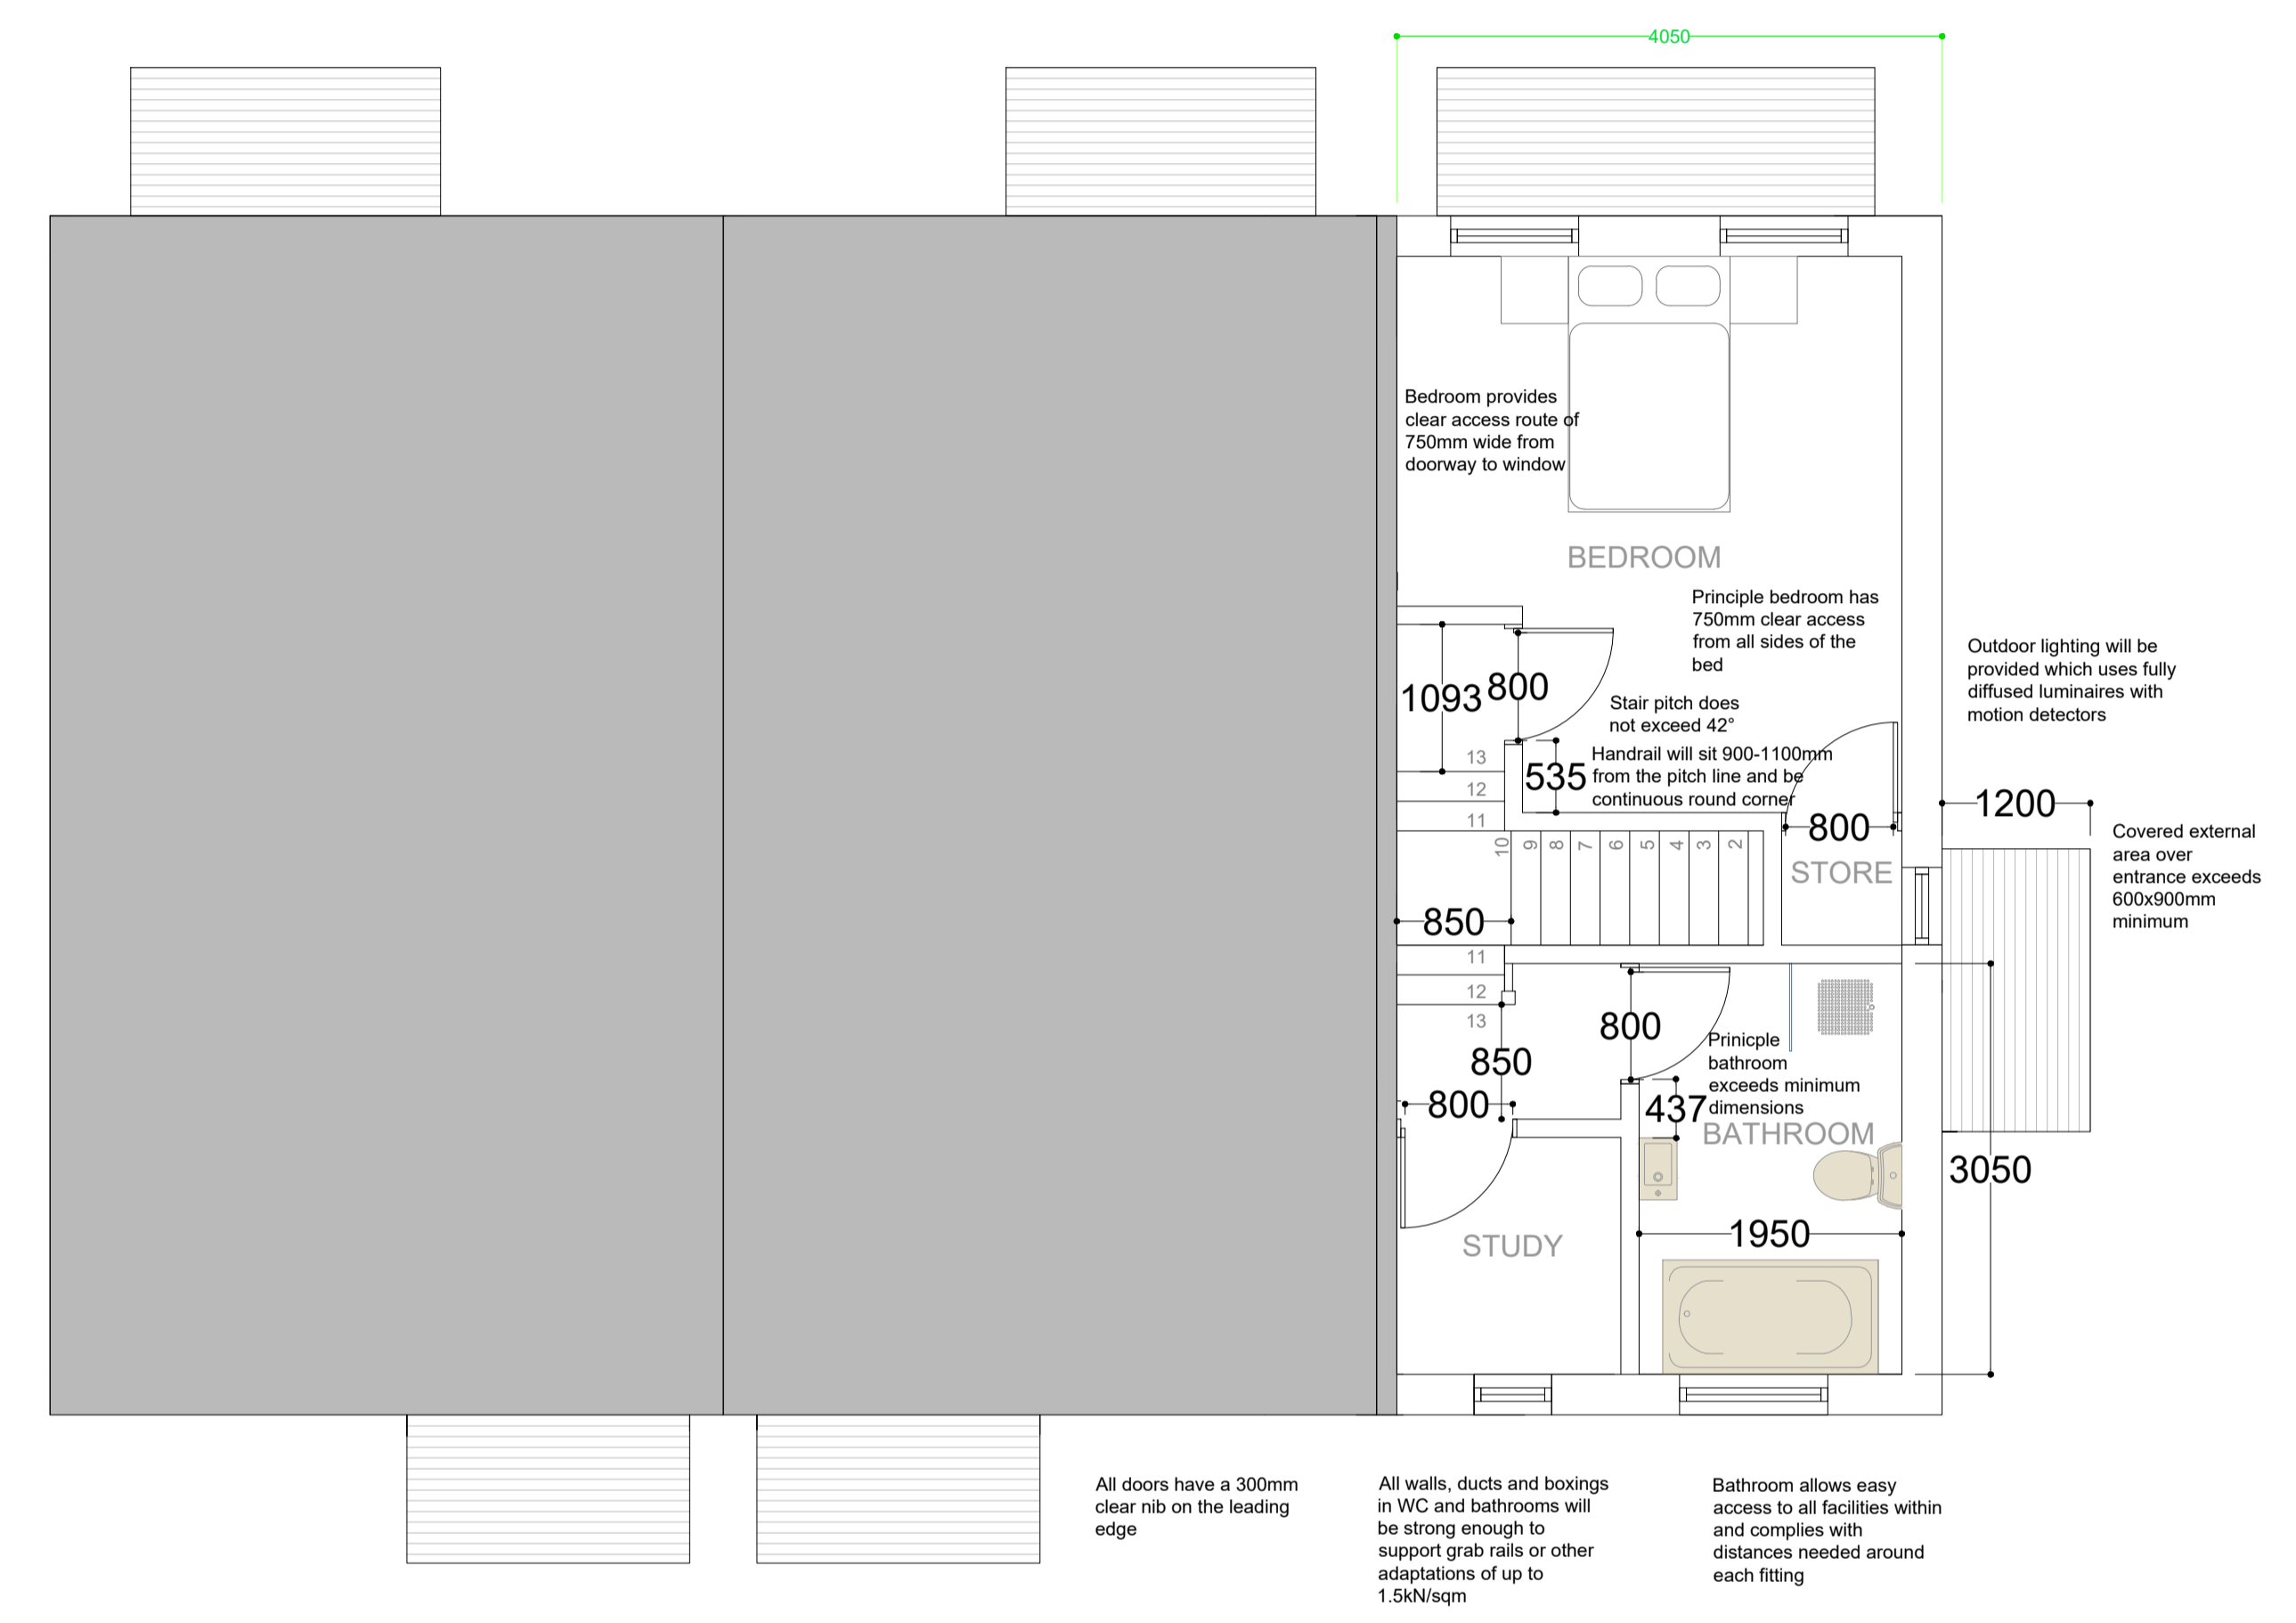 4050
Bedroom provides
clear access route of
750mm wide from
doorway to window
BEDROOM
Principle bedroom has
750mm clear access
from all sides of the
bed
Outdoor lighting will be
provided which uses fully
diffused luminaires with
motion detectors
1093
800
Stair pitch does
not exceed 42°
Handrail will sit 900-1100mm
from the pitch line and be
continuous round corner
535
13
12
11
10
9
8
7
6
5
4
3
2
800
STORE
1200
Covered external
area over
entrance exceeds
600x900mm
minimum
850
11
12
13
800
850
800
Prinicple
bathroom
exceeds minimum
dimensions
437
BATHROOM
3050
1950
STUDY
All doors have a 300mm
clear nib on the leading
edge
All walls, ducts and boxings
in WC and bathrooms will
be strong enough to
support grab rails or other
adaptations of up to
1.5kN/sqm
Bathroom allows easy
access to all facilities within
and complies with
distances needed around
each fitting